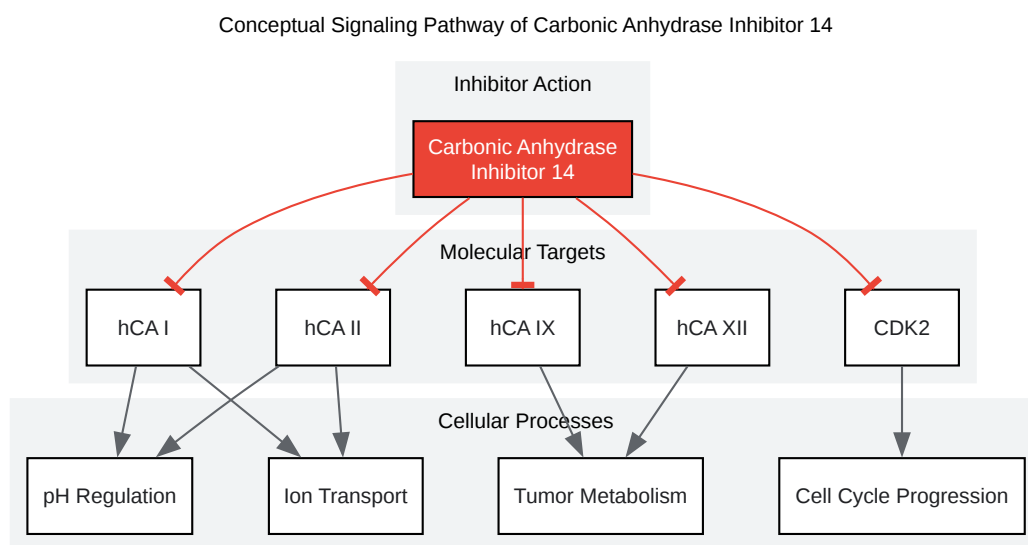 Conceptual Signaling Pathway of Carbonic Anhydrase Inhibitor 14
Inhibitor Action
Carbonic Anhydrase
Inhibitor 14
Molecular Targets
hCA I
hCA II
hCA IX
hCA XII
CDK2
Cellular Processes
pH Regulation
Ion Transport
Tumor Metabolism
Cell Cycle Progression